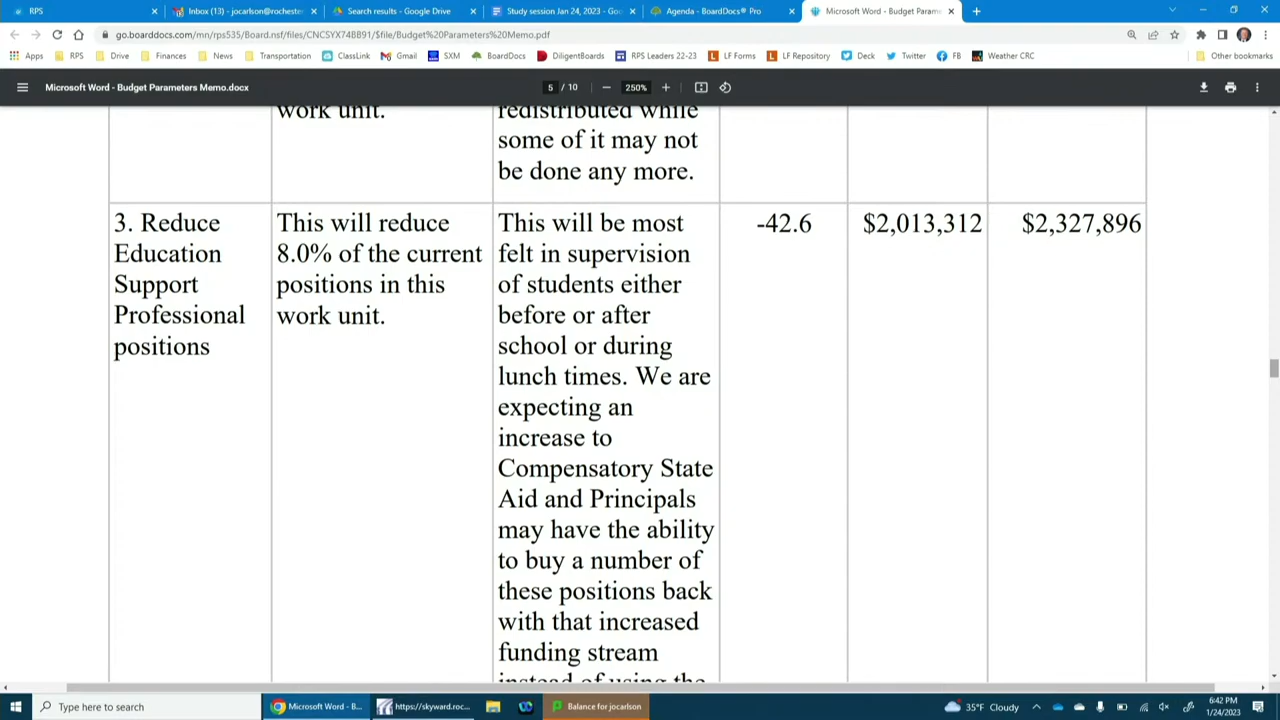 RPS
Inbox (13) - jocarlson@rochester
Search results - Google Drive
Study session Jan 24, 2023 - Goo
Agenda - BoardDocs® Pro
Microsoft Word - Budget Parame
go.boarddocs.com/mn/rps535/Board.nsf/files/CNCSYX74BB91/$file/Budget%20Parameters%20Memo.pdf
Apps RPS Drive Finances News Transportation ClassLink Gmail SXM BoardDocs DiligentBoards RPS Leaders 22-23 LF Forms LF Repository Deck Twitter FB Weather CRC Other bookmarks
Microsoft Word - Budget Parameters Memo.docx 5 / 10 250%
work unit.
redistributed while
some of it may not
be done any more.
3. Reduce
Education
Support
Professional
positions
This will reduce
8.0% of the current
positions in this
work unit.
This will be most
felt in supervision
of students either
before or after
school or during
lunch times. We are
expecting an
increase to
Compensatory State
Aid and Principals
may have the ability
to buy a number of
these positions back
with that increased
funding stream
instead of using the
-42.6
$2,013,312
$2,327,896
Type here to search
Microsoft Word - B...
https://skyward.roc...
Balance for jocarlson
35°F Cloudy
6:42 PM
1/24/2023